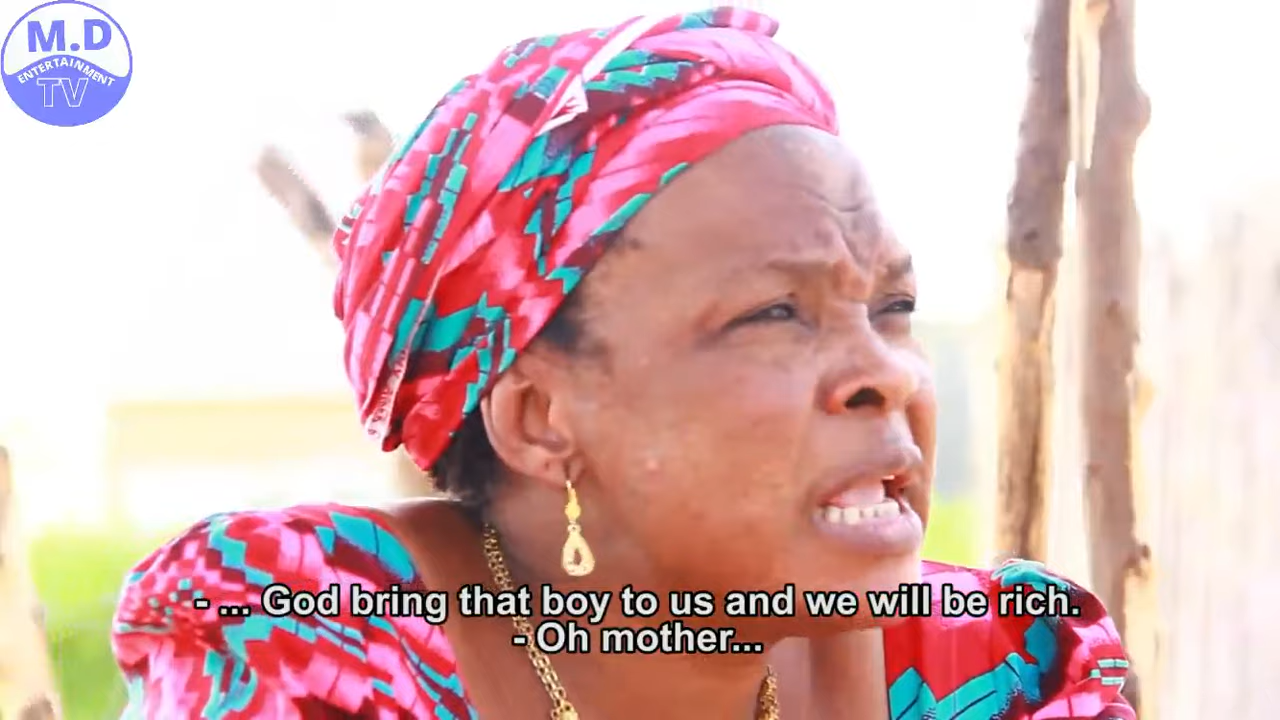 M.D
ENTERTAINMENT
TV
- ... God bring that boy to us and we will be rich.
- Oh mother...